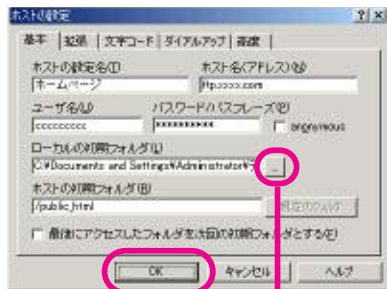 ホストの設定
基本 拡張 文字コード ダイアルアップ 高度
ホストの設定名(T) ホスト名(アドレス)(N)
ホームページ ftp.xxxx.com
ユーザ名(U) パスワード/パスフレーズ(P)
cccccccccc ********** anonymous
ローカルの初期フォルダ(L)
C:¥Documents and Settings¥Administrator¥デ ...
ホストの初期フォルダ(R)
/public_html 現在のフォルダ
最後にアクセスしたフォルダを次回の初期フォルダとする(F)
OK キャンセル ヘルプ